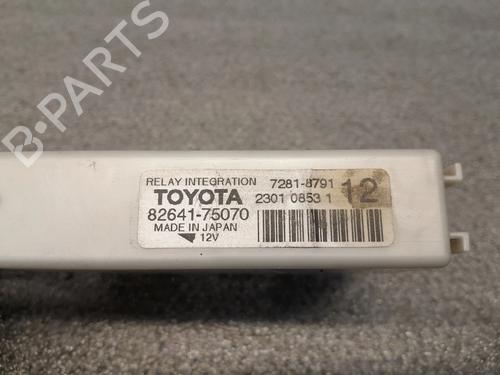 B-PARTS
RELAY INTEGRATION 7281-8791
TOYOTA 2301 0853 1 12
82641-75070
MADE IN JAPAN
12V